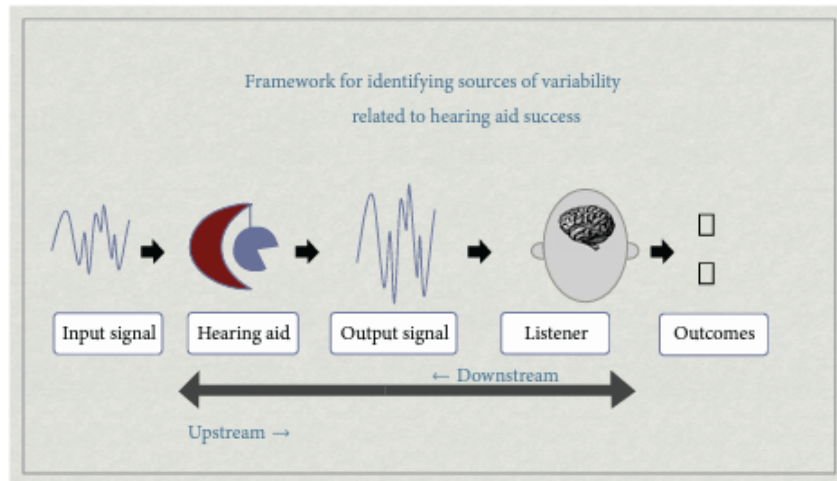 Framework for identifying sources of variability
related to hearing aid success
Input signal
Hearing aid
Output signal
Listener
Outcomes
← Downstream
Upstream →